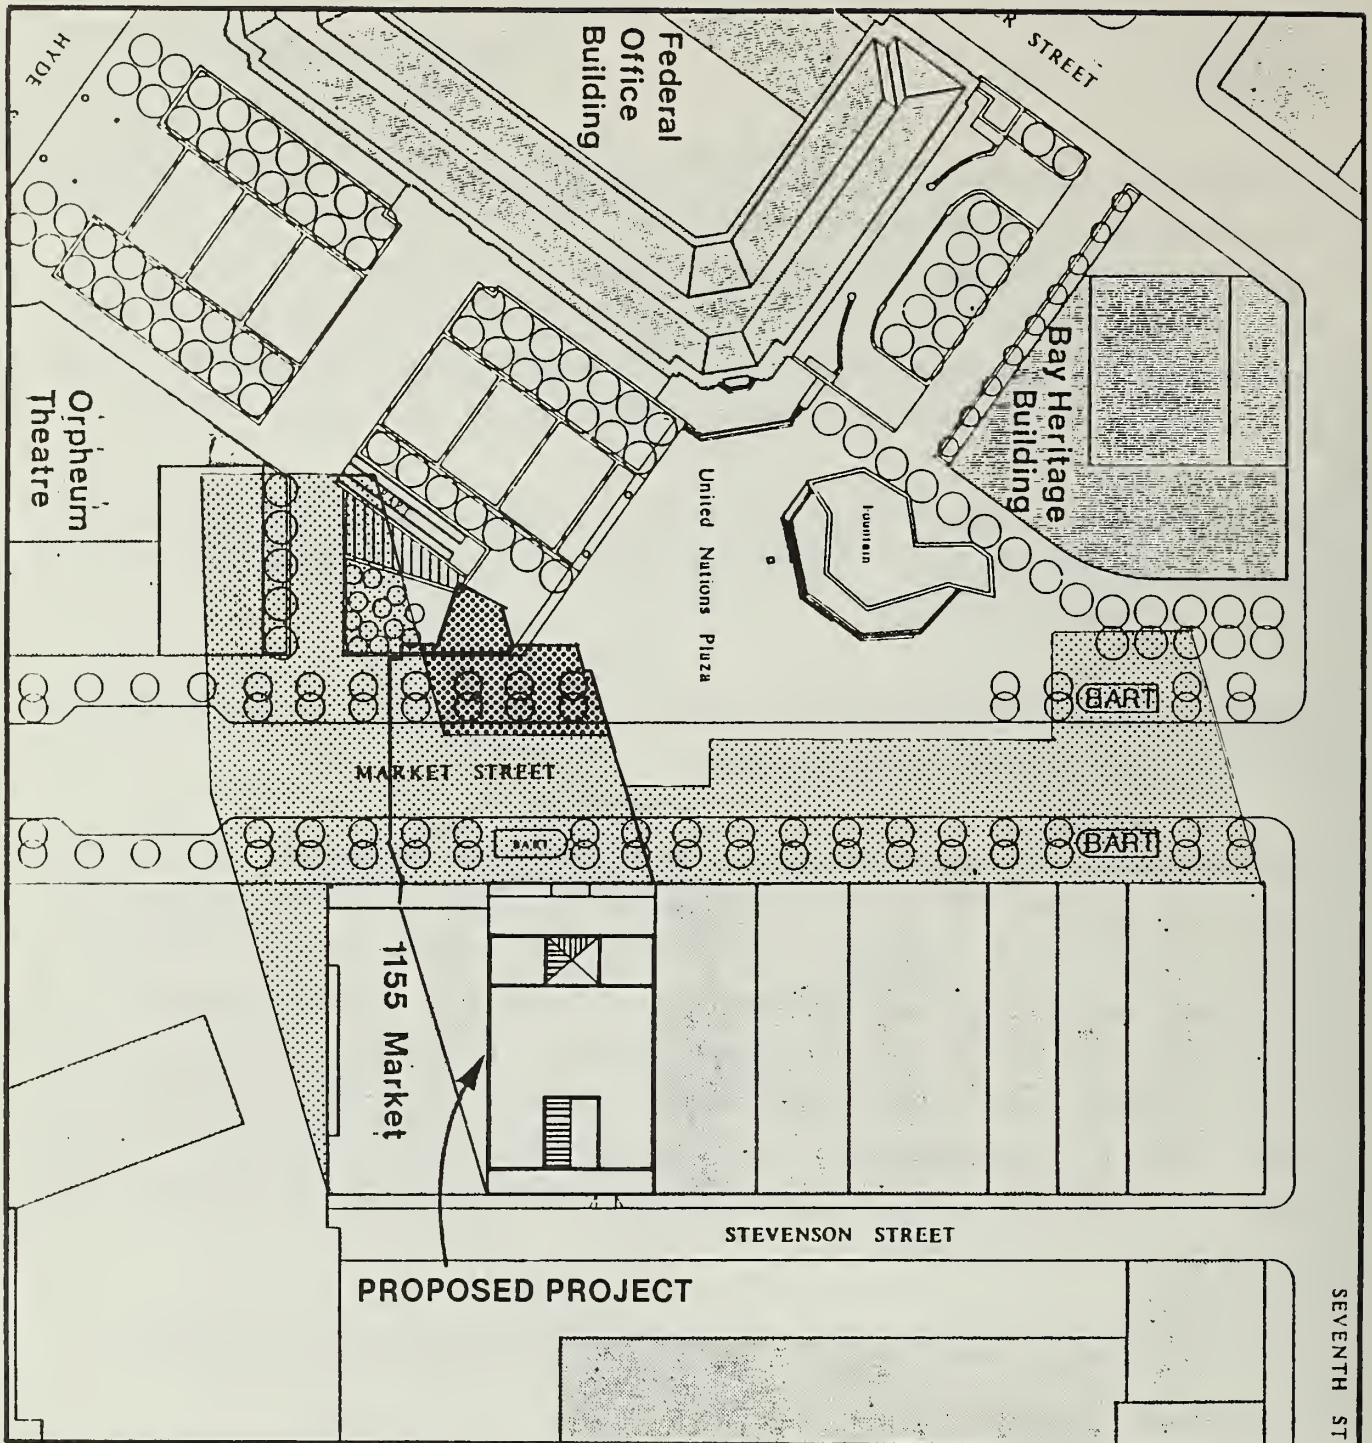 HYDE
Federal
Office
Building
R STREET
Bay Heritage
Building
Orpheum
Theatre
United Nations Plaza
Fountain
BART
MARKET STREET
BART
BART
1155 Market
STEVENSON STREET
PROPOSED PROJECT
SEVENTH ST